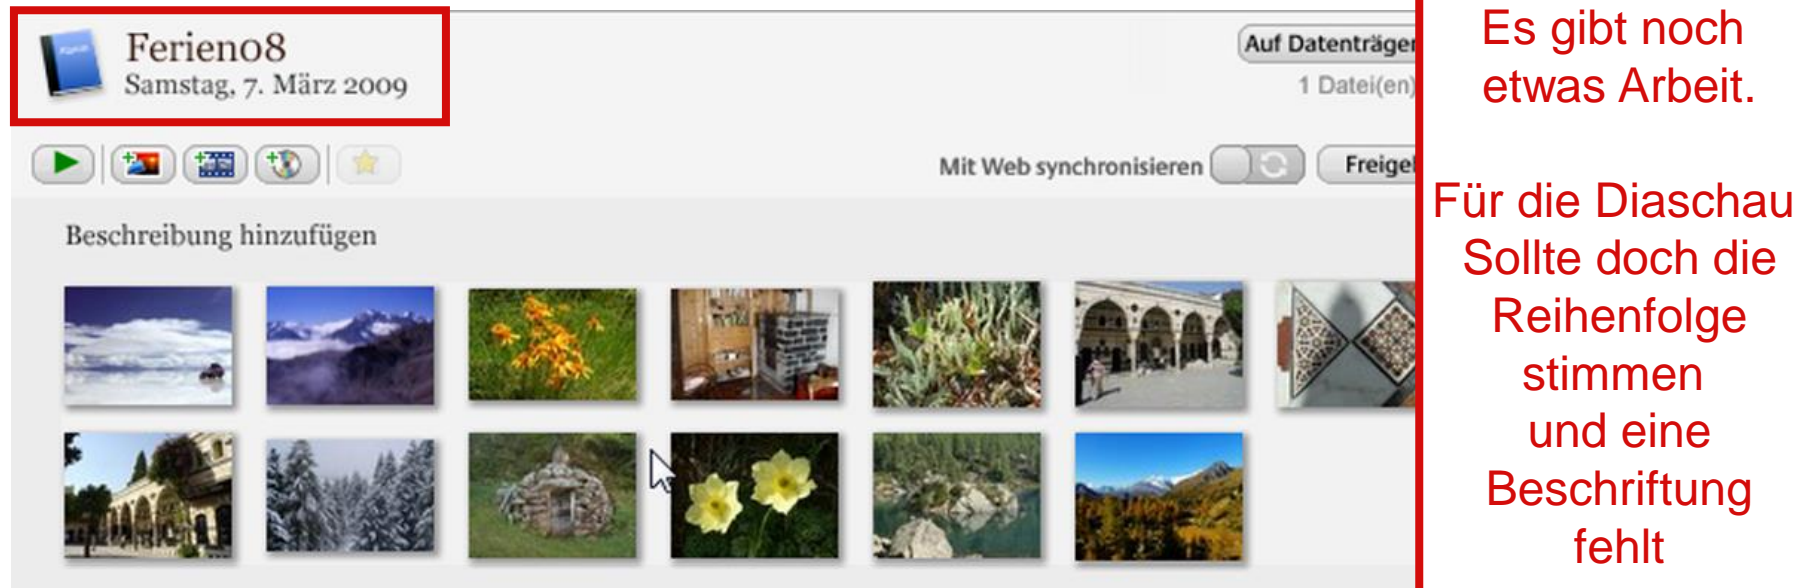 Ferien08
Samstag, 7. März 2009
Auf Datenträger
1 Datei(en)
Mit Web synchronisieren
Beschreibung hinzufügen
Es gibt noch
etwas Arbeit.
Für die Diaschau
Sollte doch die
Reihenfolge
stimmen
und eine
Beschriftung
fehlt